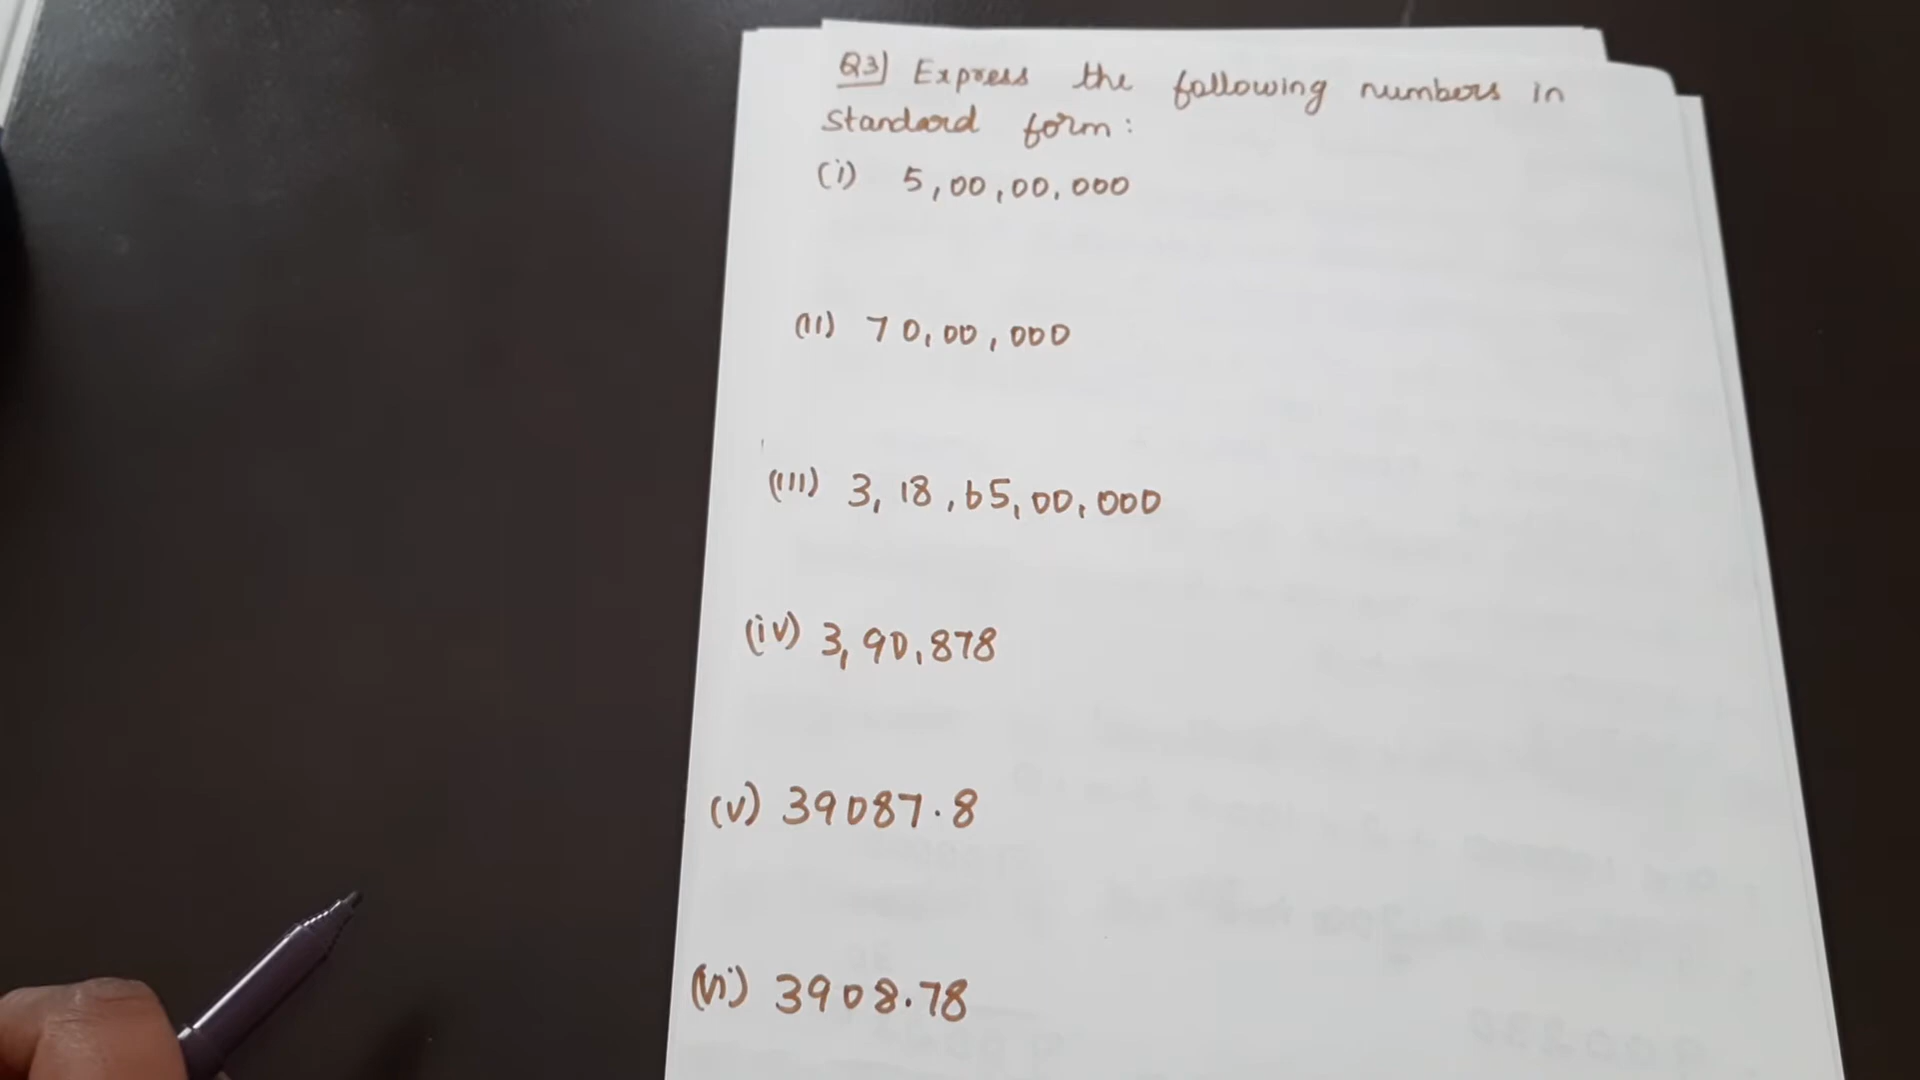 Q3) Express the following numbers in
standard form:
(i) 5,00,00,000
(ii) 70,00,000
(iii) 3,18,65,00,000
(iv) 3,90,878
(v) 39087.8
(vi) 3908.78